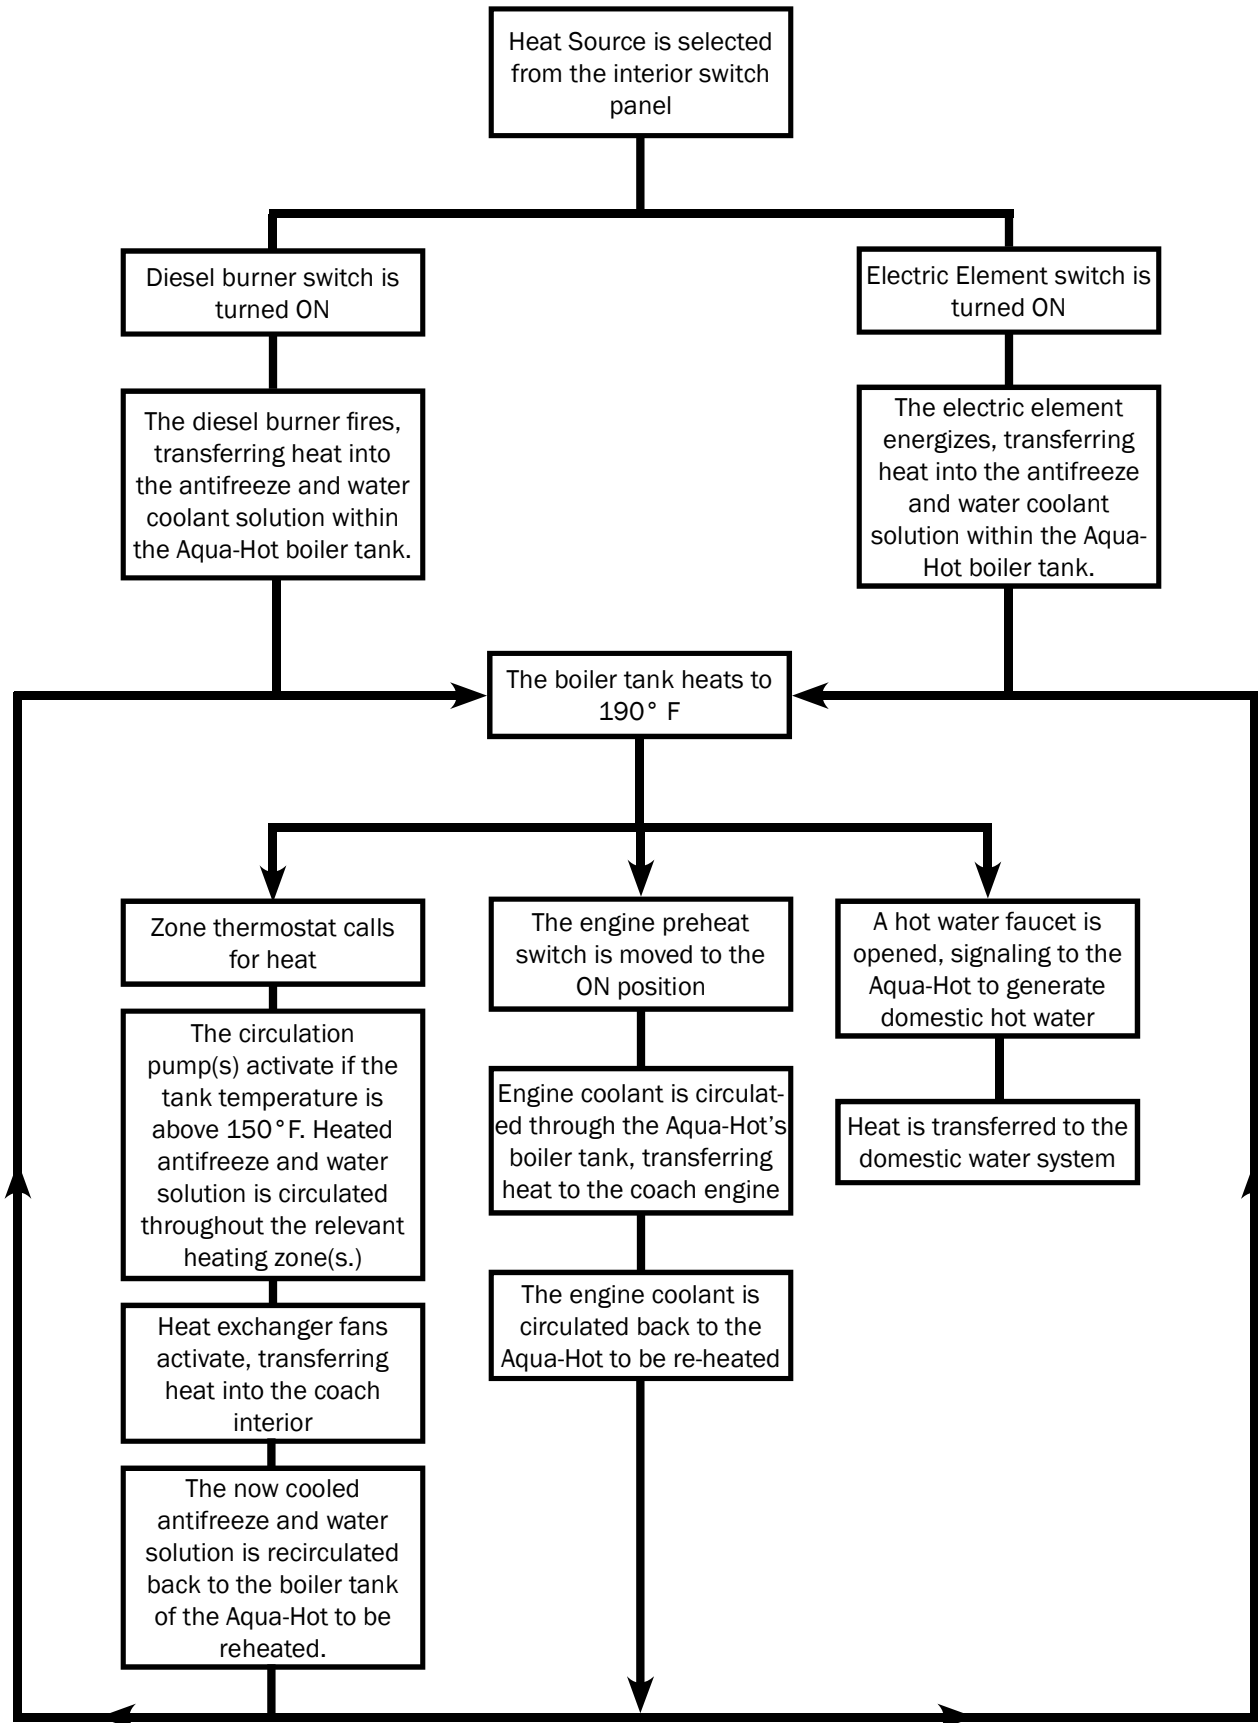 Heat Source is selected
from the interior switch
panel
Diesel burner switch is
turned ON
Electric Element switch is
turned ON
The diesel burner fires,
transferring heat into
the antifreeze and water
coolant solution within
the Aqua-Hot boiler tank.
The electric element
energizes, transferring
heat into the antifreeze
and water coolant
solution within the Aqua-
Hot boiler tank.
The boiler tank heats to
190° F
Zone thermostat calls
for heat
The circulation
pump(s) activate if the
tank temperature is
above 150°F. Heated
antifreeze and water
solution is circulated
throughout the relevant
heating zone(s.)
Heat exchanger fans
activate, transferring
heat into the coach
interior
The now cooled
antifreeze and water
solution is recirculated
back to the boiler tank
of the Aqua-Hot to be
reheated.
The engine preheat
switch is moved to the
ON position
Engine coolant is circulat-
ed through the Aqua-Hot’s
boiler tank, transferring
heat to the coach engine
The engine coolant is
circulated back to the
Aqua-Hot to be re-heated
A hot water faucet is
opened, signaling to the
Aqua-Hot to generate
domestic hot water
Heat is transferred to the
domestic water system